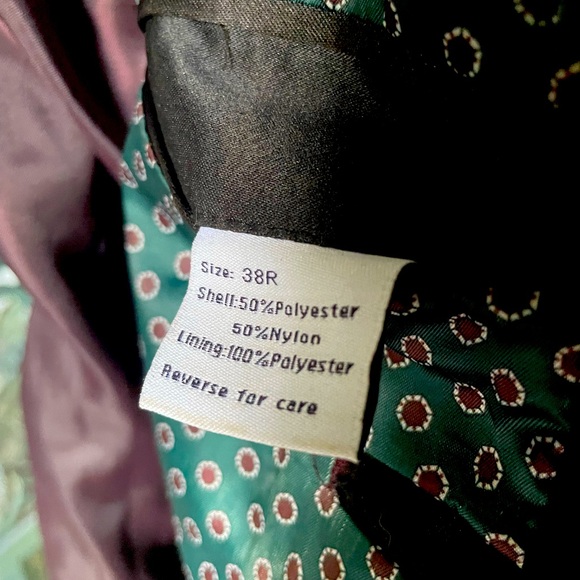 Size: 38R
Shell:50%Polyester
50%Nylon
Lining:100%Polyester
Reverse for care